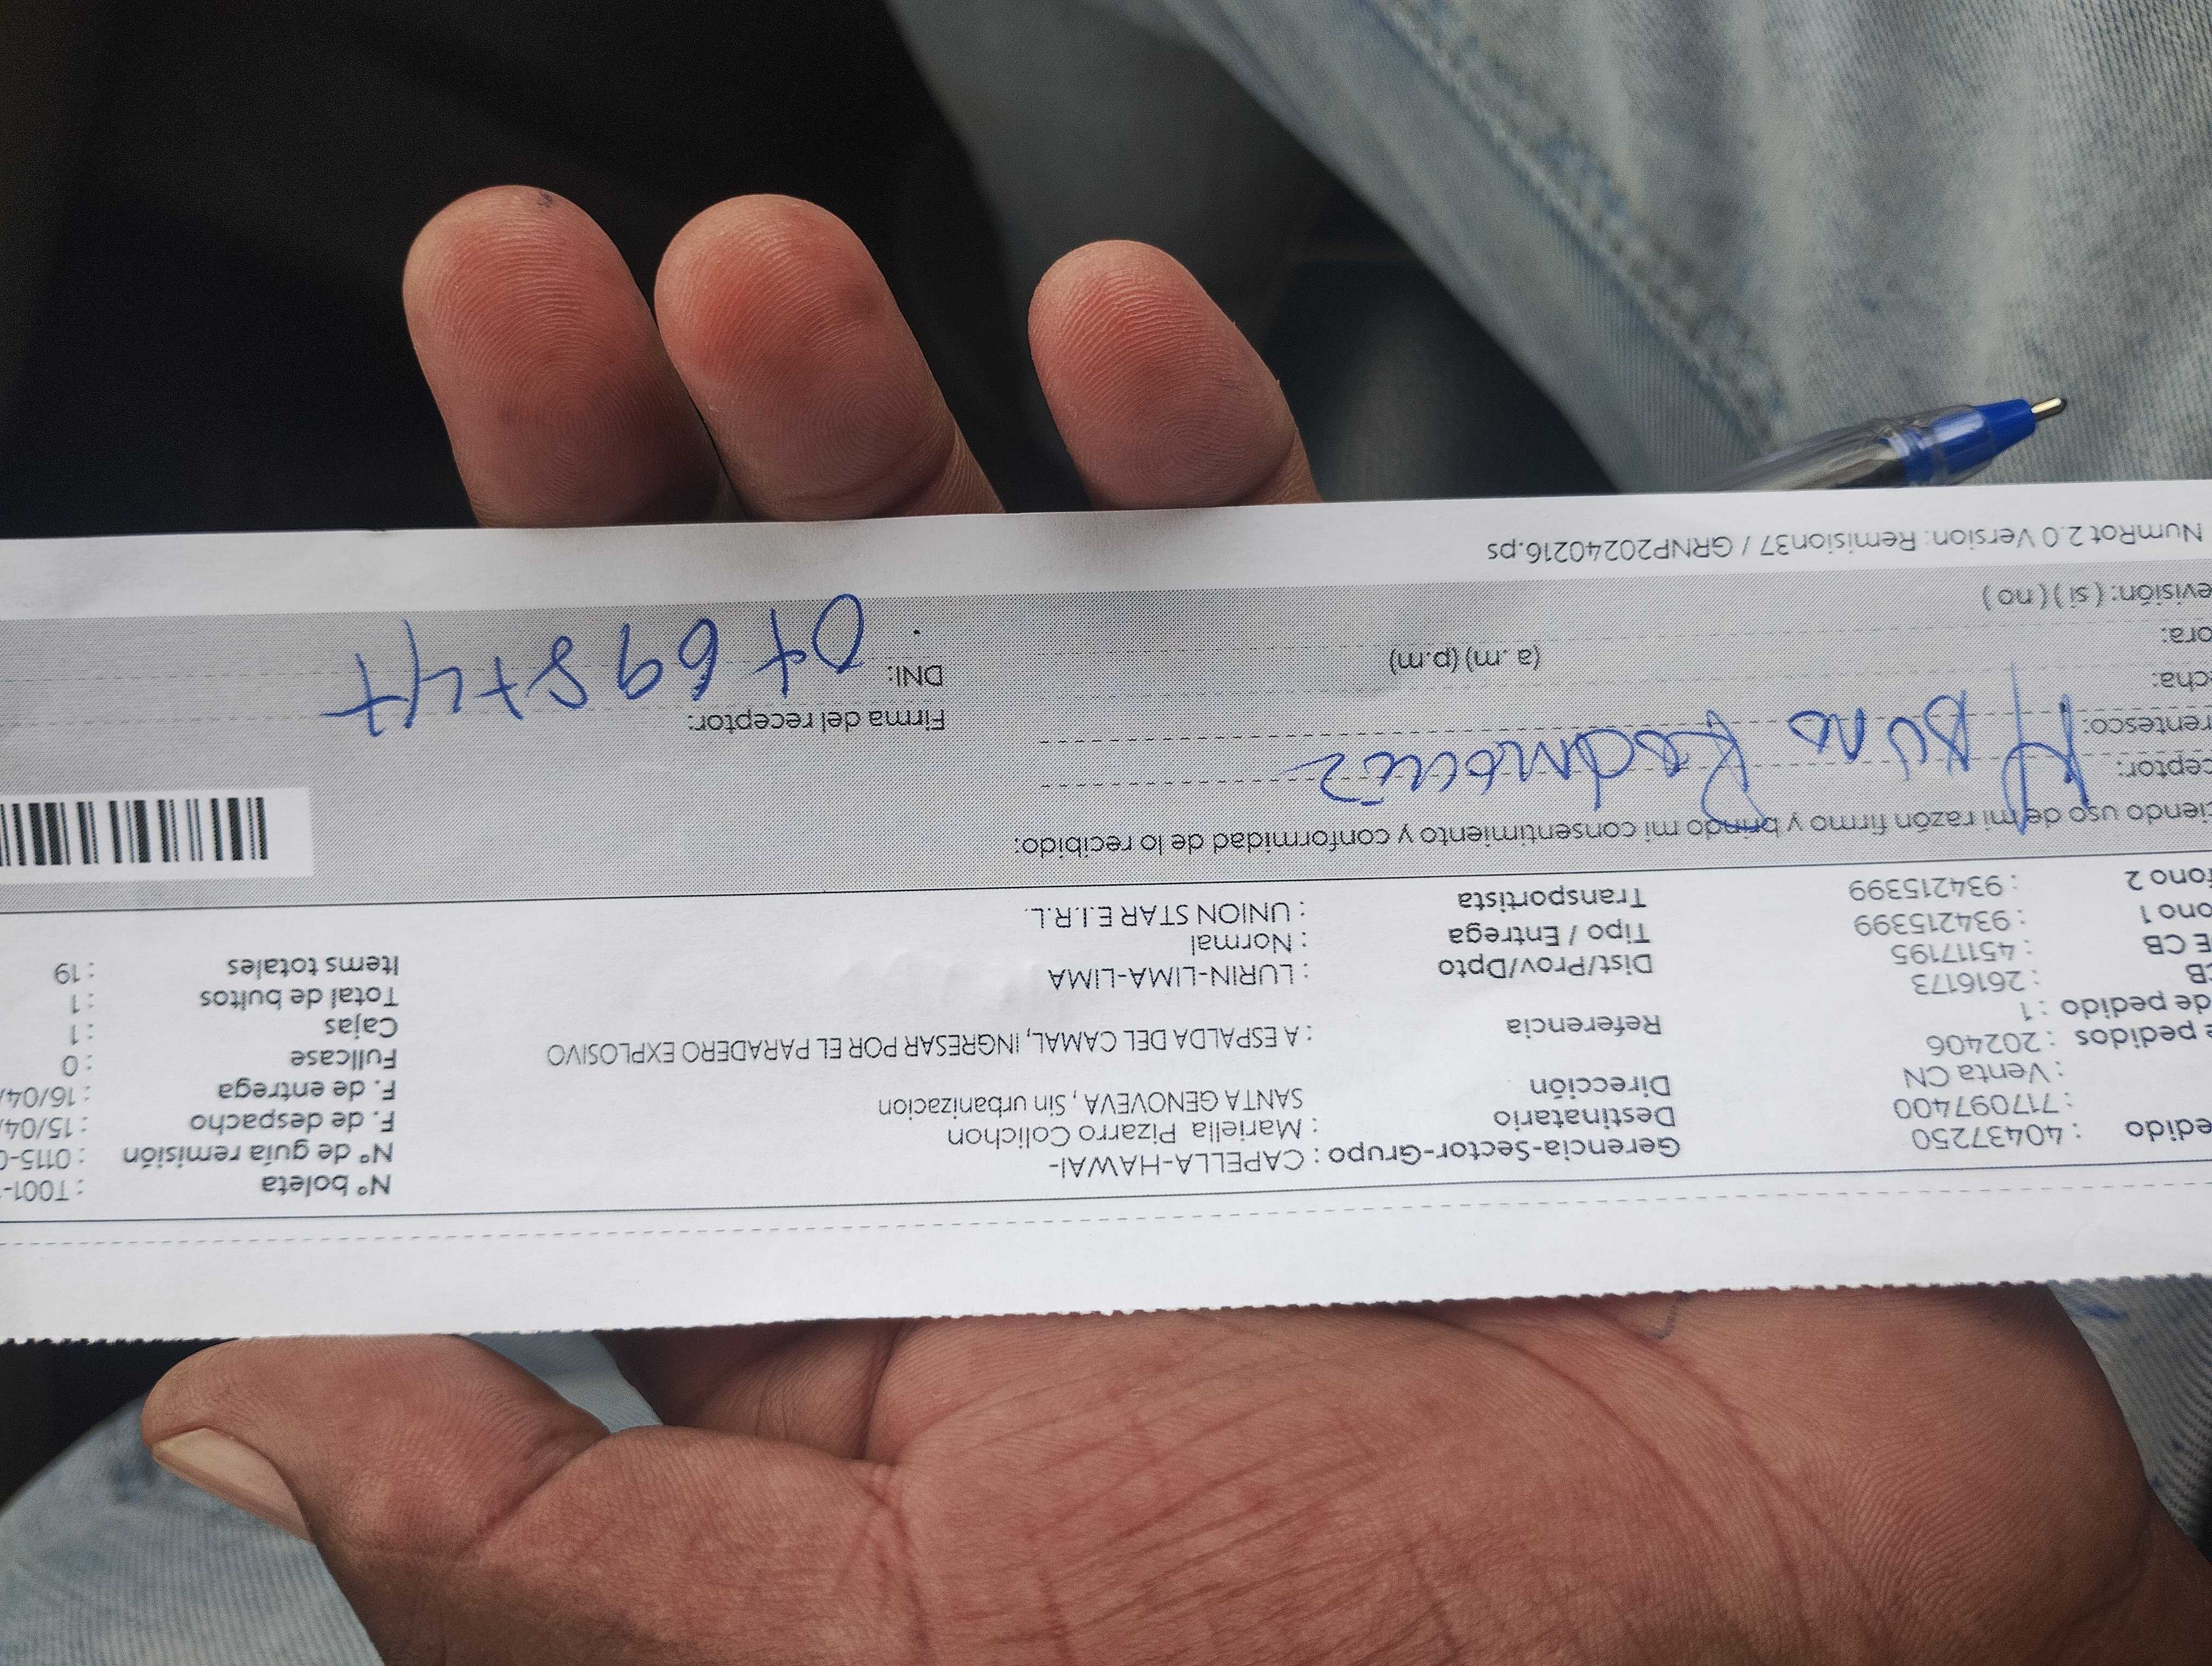 pedido : 40437250 Gerencia-Sector-Grupo : CAPELLA-HAWAI- N° boleta : T001-
: 717097400 Destinatario : Mariella Pizarro Colichon N° de guía remisión : 0115-0
: Venta CN Dirección SANTA GENOVEVA , Sin urbanizacion F. de despacho : 15/04/
e pedidos : 202406 F. de entrega : 16/04/
de pedido : 1 Referencia : A ESPALDA DEL CAMAL, INGRESAR POR EL PARADERO EXPLOSIVO Fullcase : 0
CB : 2616173 Cajas : 1
E CB : 45117195 Dist/Prov/Dpto : LURIN-LIMA-LIMA Total de bultos : 1
ono 1 : 934215399 Tipo / Entrega : Normal Items totales : 19
fono 2 : 934215399 Transportista : UNION STAR E.I.R.L.
ciendo uso de mi razón firmo y brindo mi consentimiento y conformidad de lo recibido:
ceptor: Rodriguez
rentesco: Firma del receptor:
echa: DNI:
ora: (a .m) (p.m)
evisión: ( si ) ( no )
NumRot 2.0 Version: Remision37 / GRNP20240216.ps